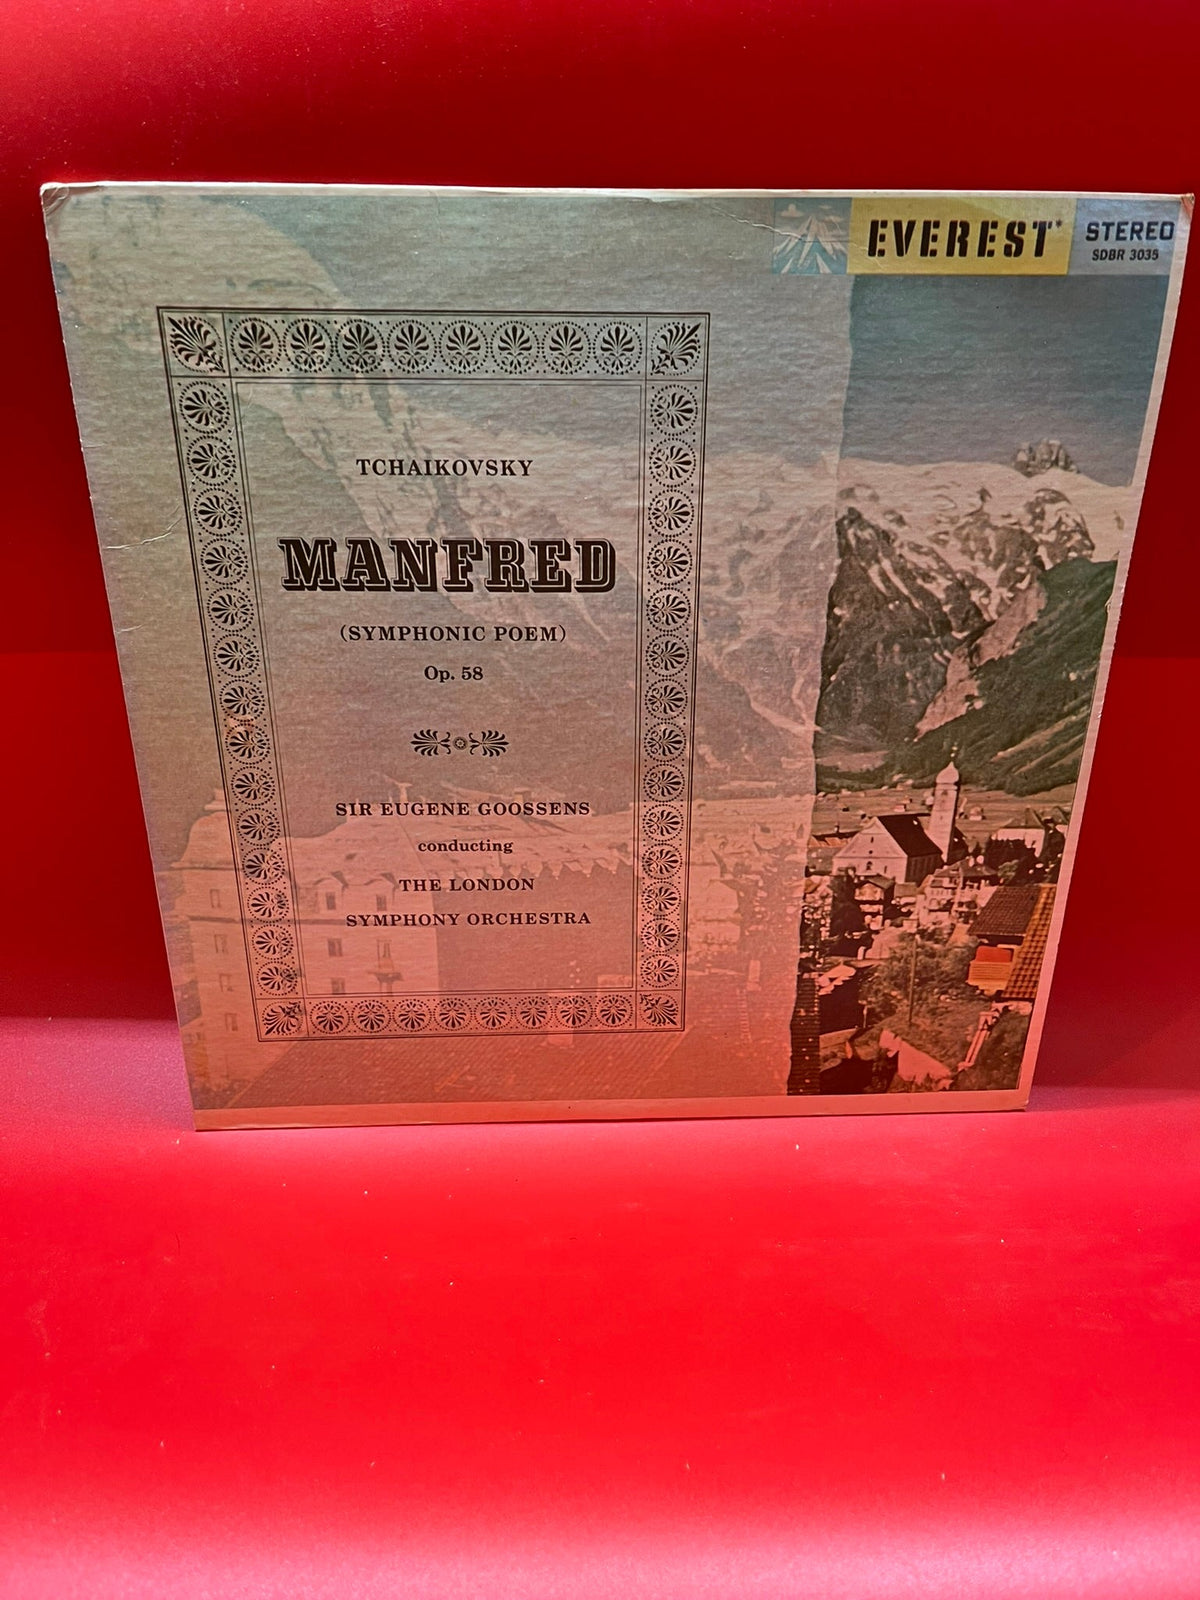 EVEREST*
STEREO
SDBR 3035
TCHAIKOVSKY
MANFRED
(SYMPHONIC POEM)
Op. 58
SIR EUGENE GOOSSENS
conducting
THE LONDON
SYMPHONY ORCHESTRA